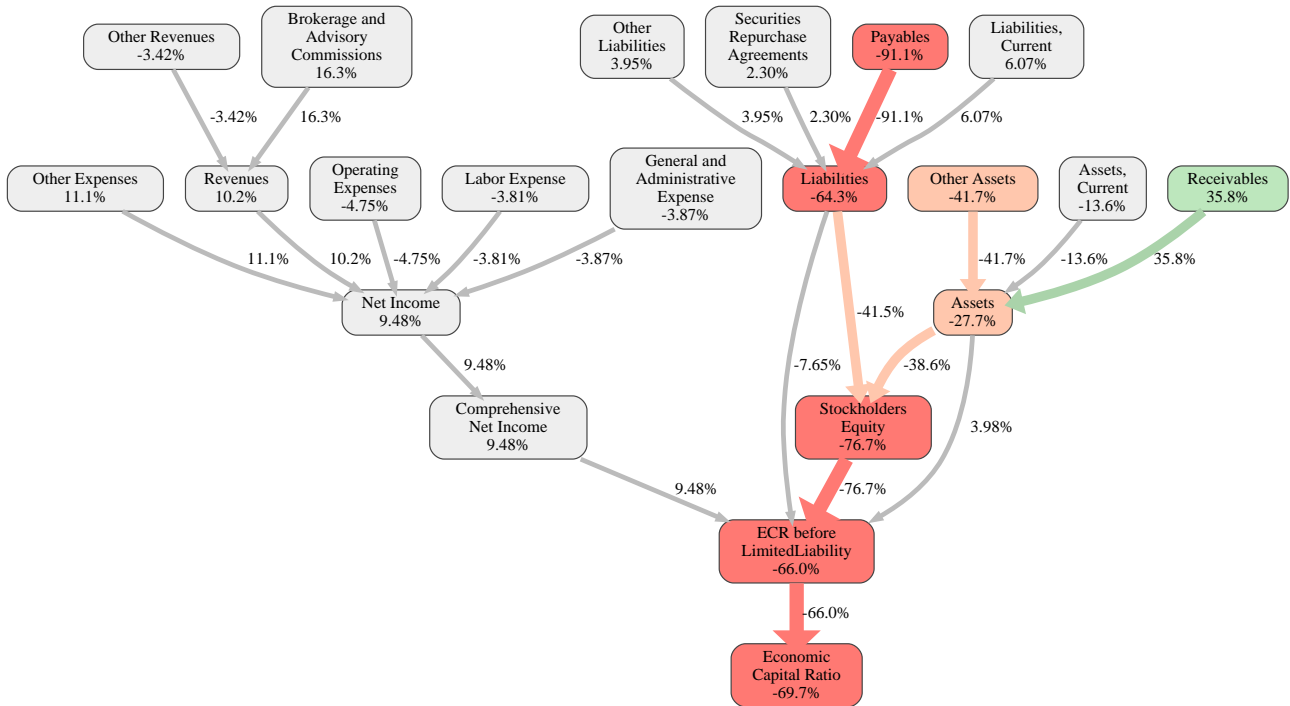 Other Revenues
-3.42%
Brokerage and
Advisory
Commissions
16.3%
Other
Liabilities
3.95%
Securities
Repurchase
Agreements
2.30%
Payables
-91.1%
Liabilities,
Current
6.07%
-3.42%
16.3%
3.95%
2.30%
-91.1%
6.07%
Other Expenses
11.1%
Revenues
10.2%
Operating
Expenses
-4.75%
Labor Expense
-3.81%
General and
Administrative
Expense
-3.87%
Liabilities
-64.3%
Other Assets
-41.7%
Assets,
Current
-13.6%
Receivables
35.8%
11.1%
10.2%
-4.75%
-3.81%
-3.87%
-41.7%
-13.6%
35.8%
Net Income
9.48%
-41.5%
Assets
-27.7%
9.48%
-7.65%
-38.6%
Comprehensive
Net Income
9.48%
Stockholders
Equity
-76.7%
3.98%
9.48%
-76.7%
ECR before
LimitedLiability
-66.0%
-66.0%
Economic
Capital Ratio
-69.7%